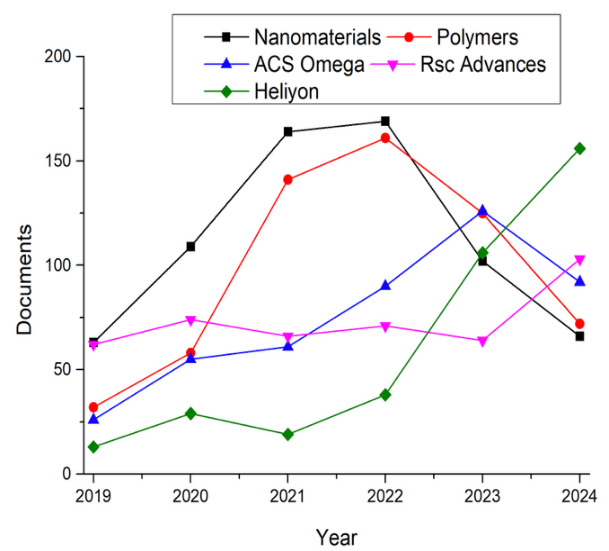 Nanomaterials Polymers
ACS Omega Rsc Advances
Heliyon
200
150
100
50
0
Documents
2019 2020 2021 2022 2023 2024
Year